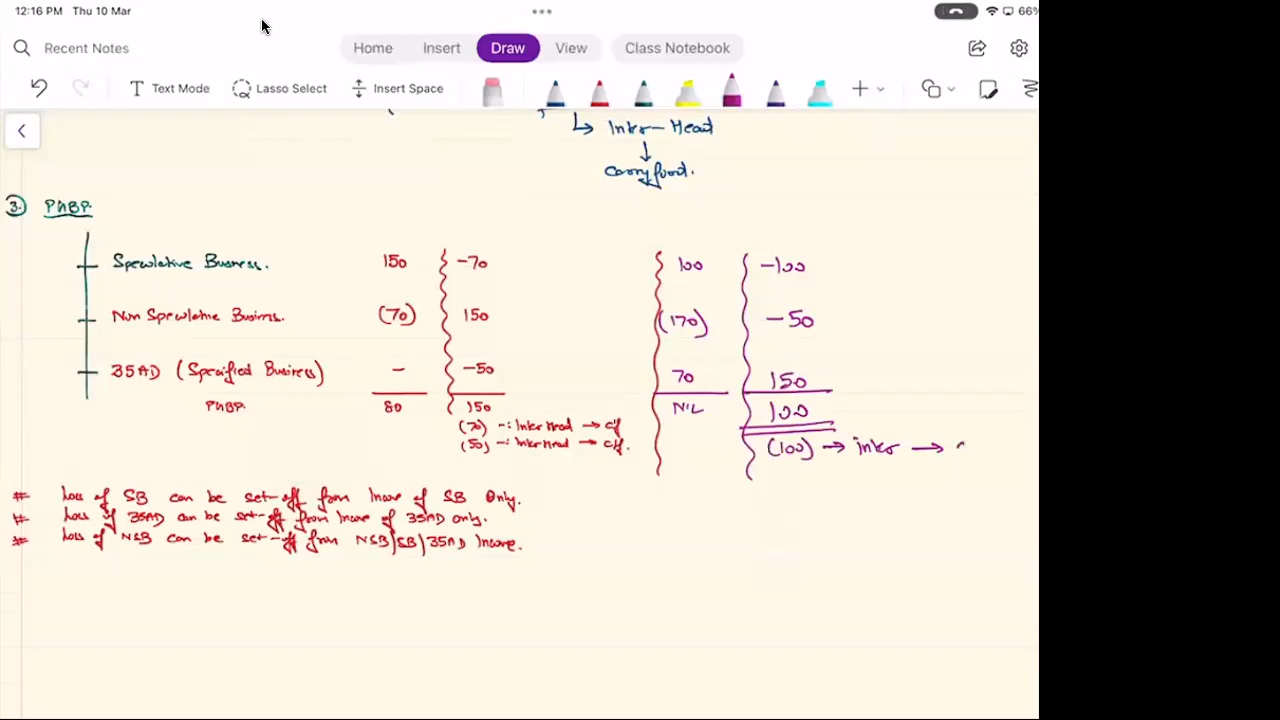 12:16 PM Thu 10 Mar
66%
Recent Notes
Home Insert Draw View Class Notebook
Text Mode Lasso Select Insert Space
↳ Inter-Head
↓
carryford.
3. PHBP
Speculative Business. 150 -70 100 -100
Non Speculative Business. (70) 150 (170) -50
35AD (Specified Business) - -50 70 150
PHBP. 80 150 NIL 100
(70) -: Inter Head → c/f
(50) -: Inter Head → c/f.
(100) → inter →
# Loss of SB can be set-off from Income of SB Only.
# Loss of 35AD can be set-off from Income of 35AD only.
# Loss of NSB can be set-off from NSB|SB|35AD Income.